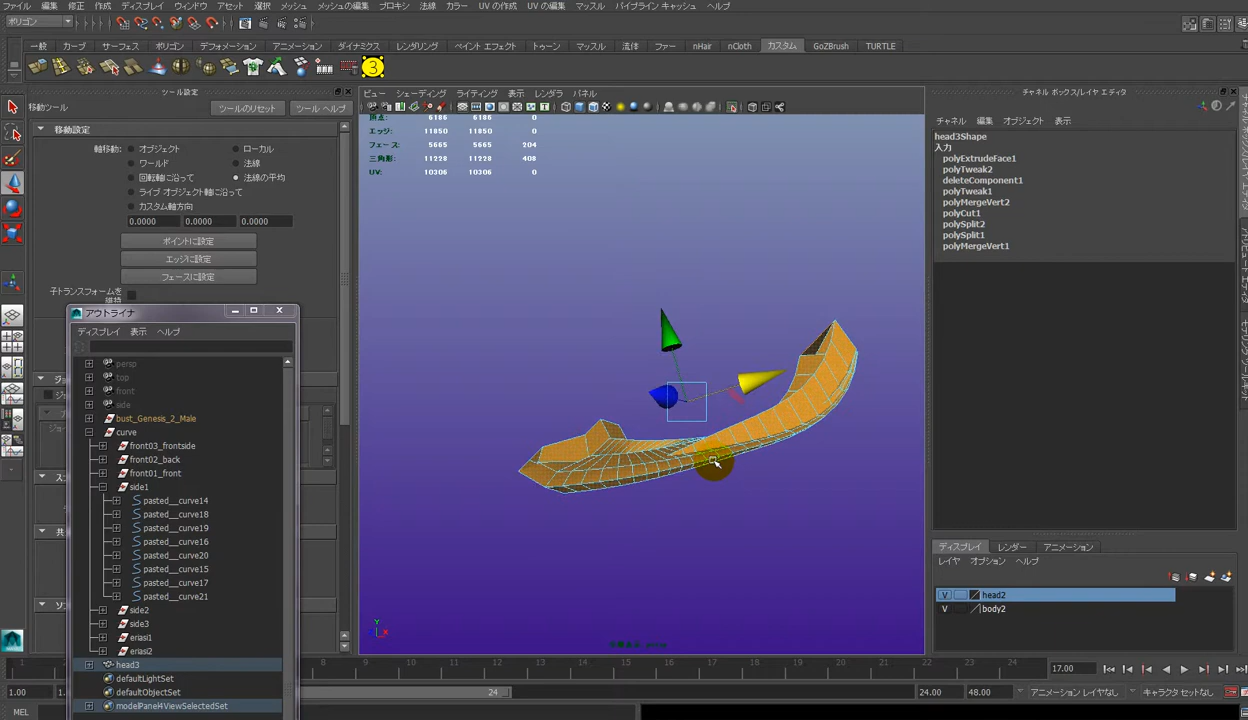 ファイル 編集 修正 作成 ディスプレイ ウィンドウ アセット 選択 メッシュ メッシュの編集 プロキシ 法線 カラー UV の作成 UV の編集 マッスル パイプライン キャッシュ ヘルプ
ポリゴン
一般 カーブ サーフェス ポリゴン デフォメーション アニメーション ダイナミクス レンダリング ペイント エフェクト トゥーン マッスル 流体 ファー nHair nCloth カスタム GoZBrush TURTLE
3
ツール設定
移動ツール ツールのリセット ツール ヘルプ
移動設定
軸移動: オブジェクト ローカル
ワールド 法線
回転軸に沿って 法線の平均
ライブ オブジェクト軸に沿って
カスタム軸方向
0.0000 0.0000 0.0000
ポイントに設定
エッジに設定
フェースに設定
子トランスフォームを
維持
アウトライナ
ディスプレイ 表示 ヘルプ
persp
top
front
side
bust_Genesis_2_Male
curve
front03_frontside
front02_back
front01_front
side1
pasted__curve14
pasted__curve18
pasted__curve19
pasted__curve16
pasted__curve20
pasted__curve15
pasted__curve17
pasted__curve21
side2
side3
eriasi1
eriasi2
head3
defaultLightSet
defaultObjectSet
modelPanel4ViewSelectedSet
ビュー シェーディング ライティング 表示 レンダラ パネル
頂点: 6186 6186 0
エッジ: 11850 11850 0
フェース: 5665 5665 204
三角形: 11228 11228 408
UV: 10306 10306 0
チャネル ボックス/レイヤ エディタ
チャネル 編集 オブジェクト 表示
head3Shape
入力
polyExtrudeFace1
polyTweak2
deleteComponent1
polyTweak1
polyMergeVert2
polyCut1
polySplit2
polySplit1
polyMergeVert1
ディスプレイ レンダー アニメーション
レイヤ オプション ヘルプ
V head2
V body2
1 8 9 10 11 12 13 14 15 16 17 18 19 20 21 22 23 24 17.00
1.00 24 24.00 48.00 アニメーション レイヤなし キャラクタ セットなし
MEL